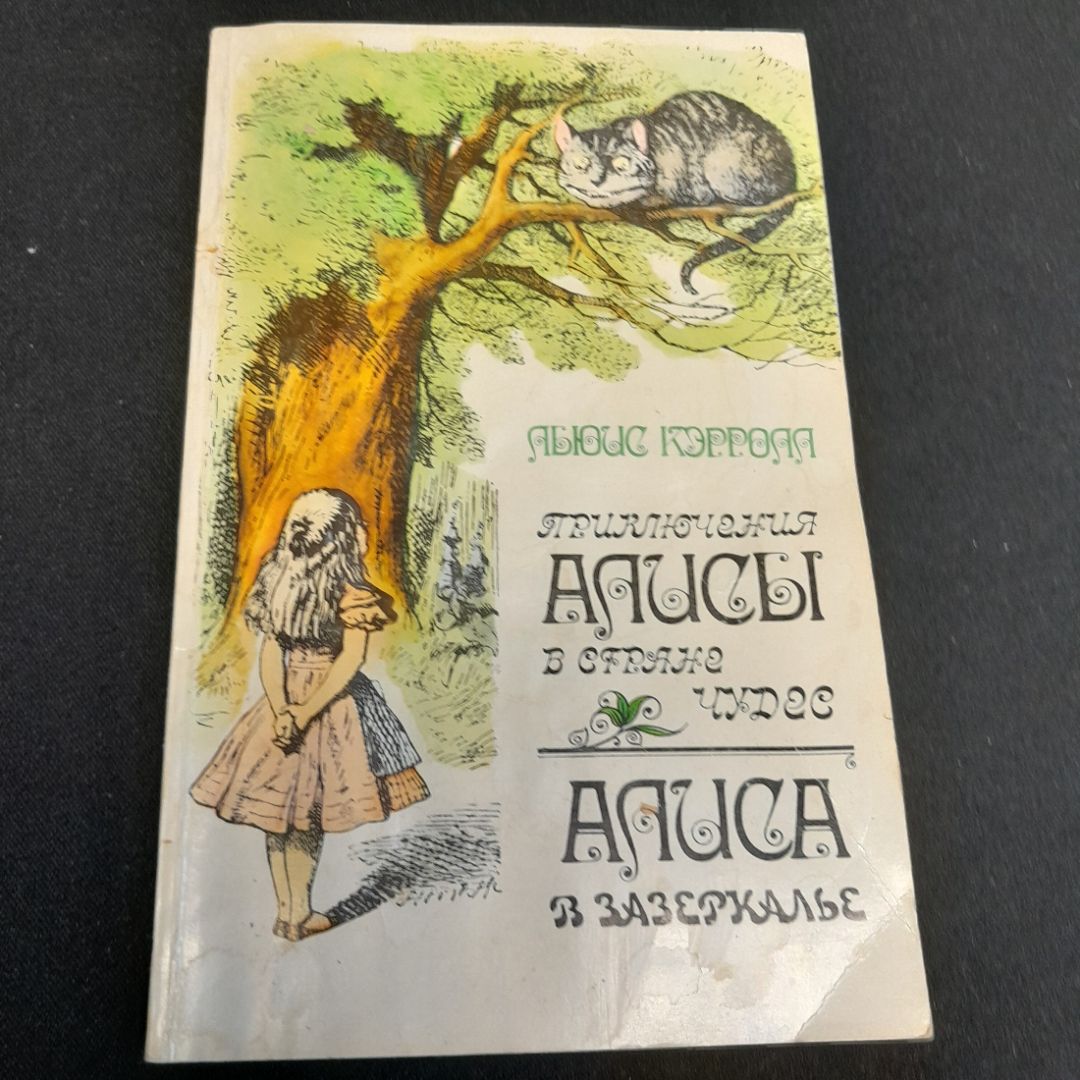 ЛЬЮИС КЭРРОЛЛ
ПРИКЛЮЧЕНИЯ
АЛИСЫ
В СТРАНЕ
ЧУДЕС
АЛИСА
В ЗАЗЕРКАЛЬЕ